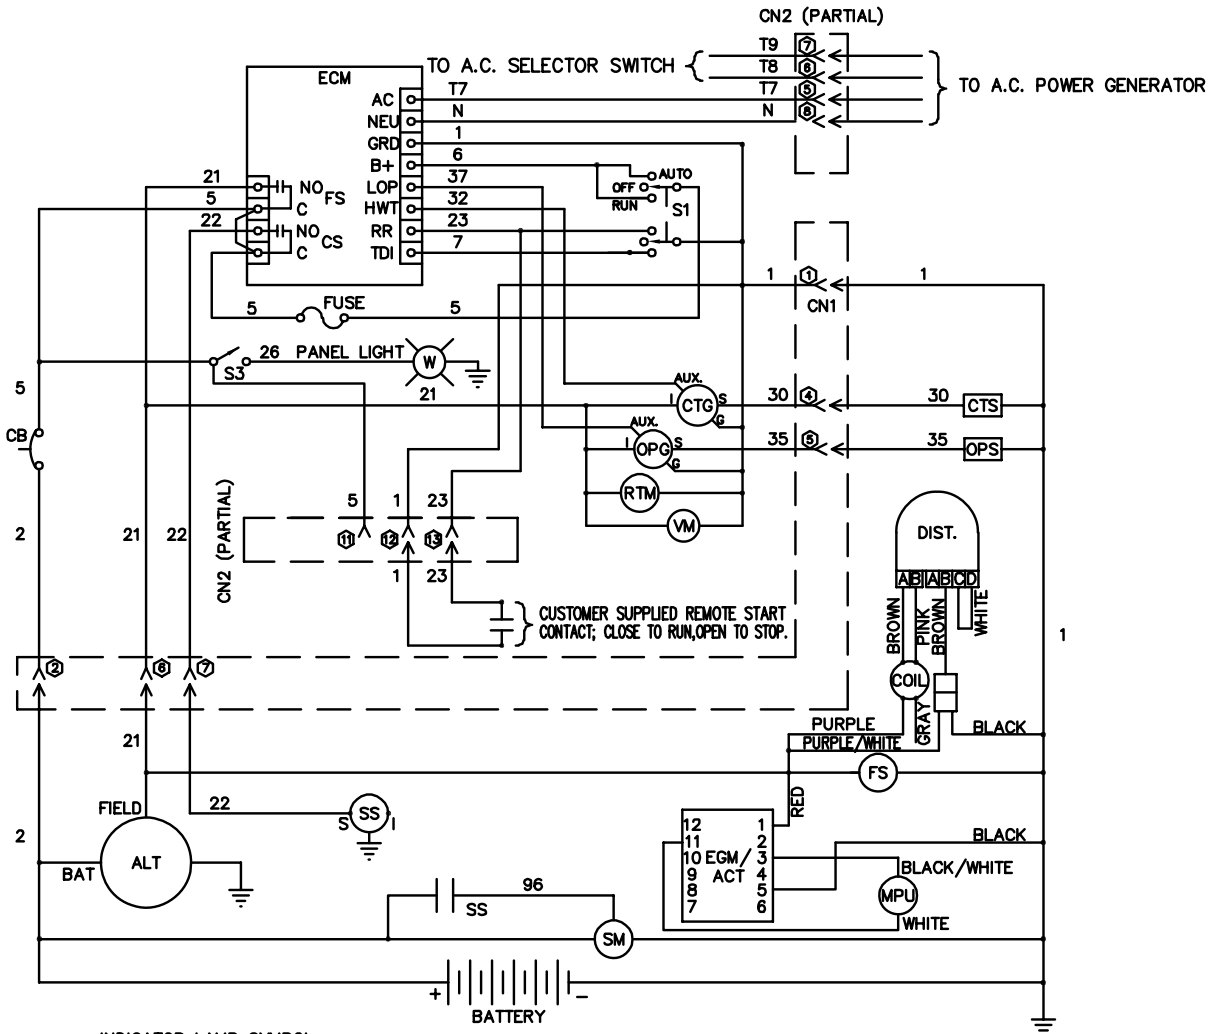 CN2 (PARTIAL)
T9 7
TO A.C. SELECTOR SWITCH
T8 6
ECM
TO A.C. POWER GENERATOR
AC T7 T7 5
NEU N N 8
GRD 1
B+ 6
AUTO
21 NO LOP 37 OFF
FS
RUN
5 C HWT 32 S1
22 NO RR 23
CS
C TDI 7
1 1 1
CN1
5 FUSE 5
26 PANEL LIGHT W
S3
21
AUX.
5
I CTG S 30 4 30 CTS
G
AUX.
CB
I OPG S 35 5 35 OPS
G
RTM
CN2 (PARTIAL)
5 1 23
VM
2 21 22
11 12 13
DIST.
1 23
A B A B C D
BROWN PINK BROWN WHITE
CUSTOMER SUPPLIED REMOTE START
CONTACT; CLOSE TO RUN,OPEN TO STOP.
1
2 6 7
COIL
GRAY
21
PURPLE
BLACK
PURPLE/WHITE
FS
RED
FIELD 22
S SS I
12 1
11 2
10 EGM/ 3
9 ACT 4
8 5
7 6
BLACK
2
BAT ALT
BLACK/WHITE
MPU
WHITE
96
SS
SM
+ -
BATTERY